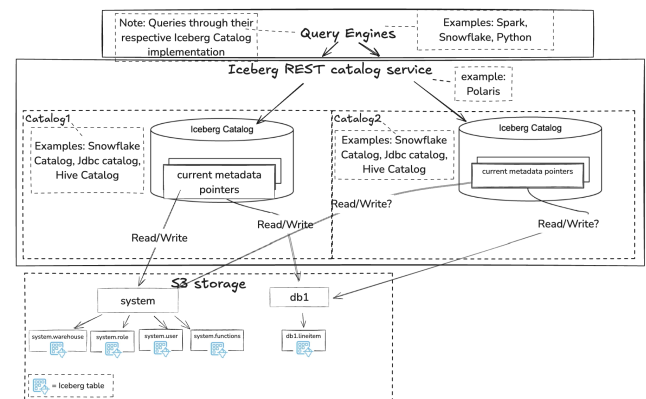 Note: Queries through their
respective Iceberg Catalog
implementation
Query Engines
Examples: Spark,
Snowflake, Python
Iceberg REST catalog service
example:
Polaris
Catalog1
Examples: Snowflake
Catalog, Jdbc catalog,
Hive Catalog
Iceberg Catalog
current metadata
pointers
Catalog2
Examples: Snowflake
Catalog, Jdbc catalog,
Hive Catalog
Iceberg Catalog
current metadata pointers
Read/Write
Read/Write
Read/Write?
Read/Write?
S3 storage
system
db1
system.warehouse
system.role
system.user
system.functions
db1.lineitem
= Iceberg table